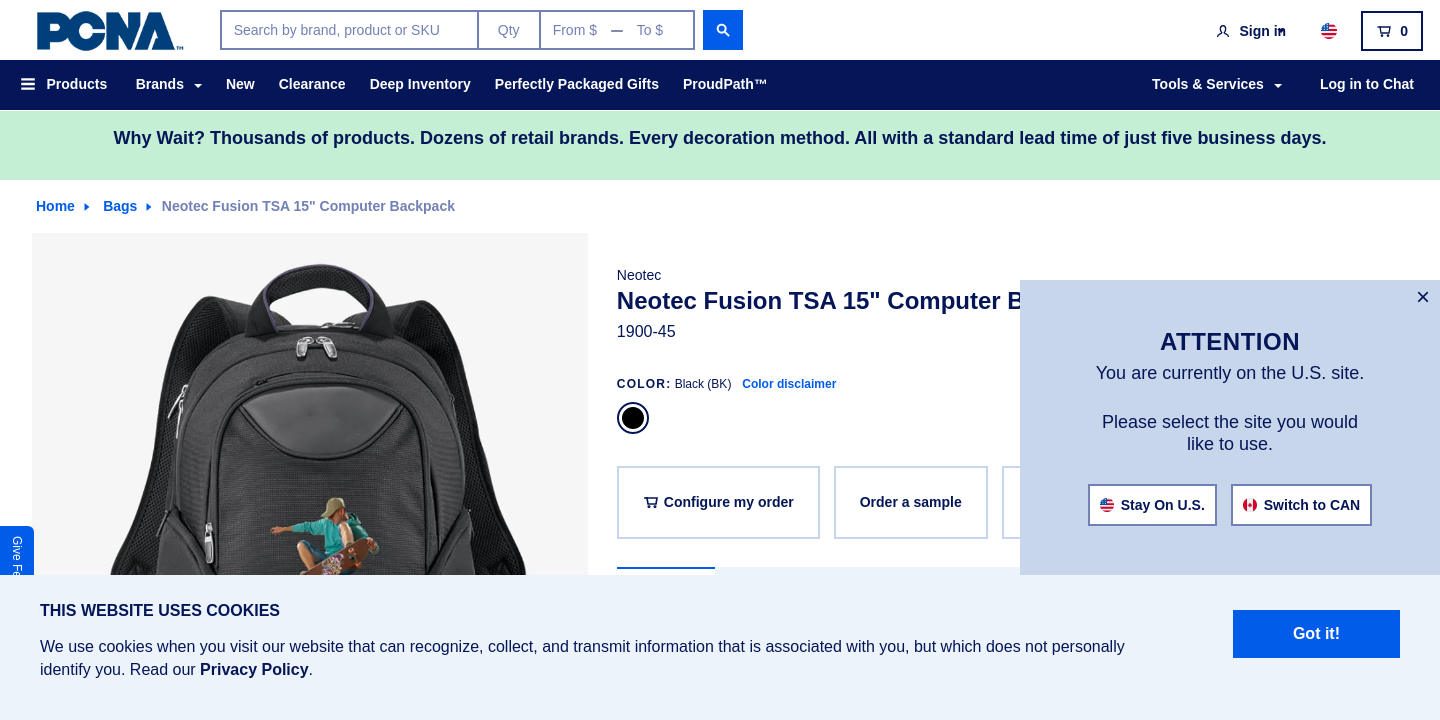 PCNA™
Search by brand, product or SKU
Qty
From $ — To $
Sign in
0
Products
Brands
New
Clearance
Deep Inventory
Perfectly Packaged Gifts
ProudPath™
Tools & Services
Log in to Chat
Why Wait? Thousands of products. Dozens of retail brands. Every decoration method. All with a standard lead time of just five business days.
Home
Bags
Neotec Fusion TSA 15" Computer Backpack
Neotec
Neotec Fusion TSA 15" Computer B
1900-45
COLOR: Black (BK) Color disclaimer
Configure my order
Order a sample
×
ATTENTION
You are currently on the U.S. site.
Please select the site you would
like to use.
Stay On U.S.
Switch to CAN
Give Fe
THIS WEBSITE USES COOKIES
We use cookies when you visit our website that can recognize, collect, and transmit information that is associated with you, but which does not personally
identify you. Read our Privacy Policy.
Got it!